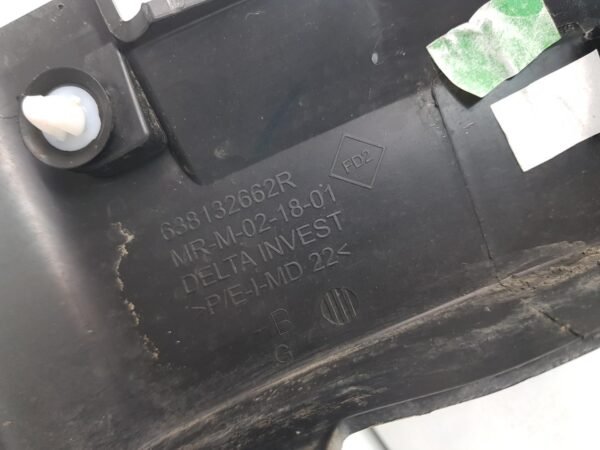 FD2
638132662R
MR-M-02-18-01
DELTA INVEST
>P/E-I-MD 22<